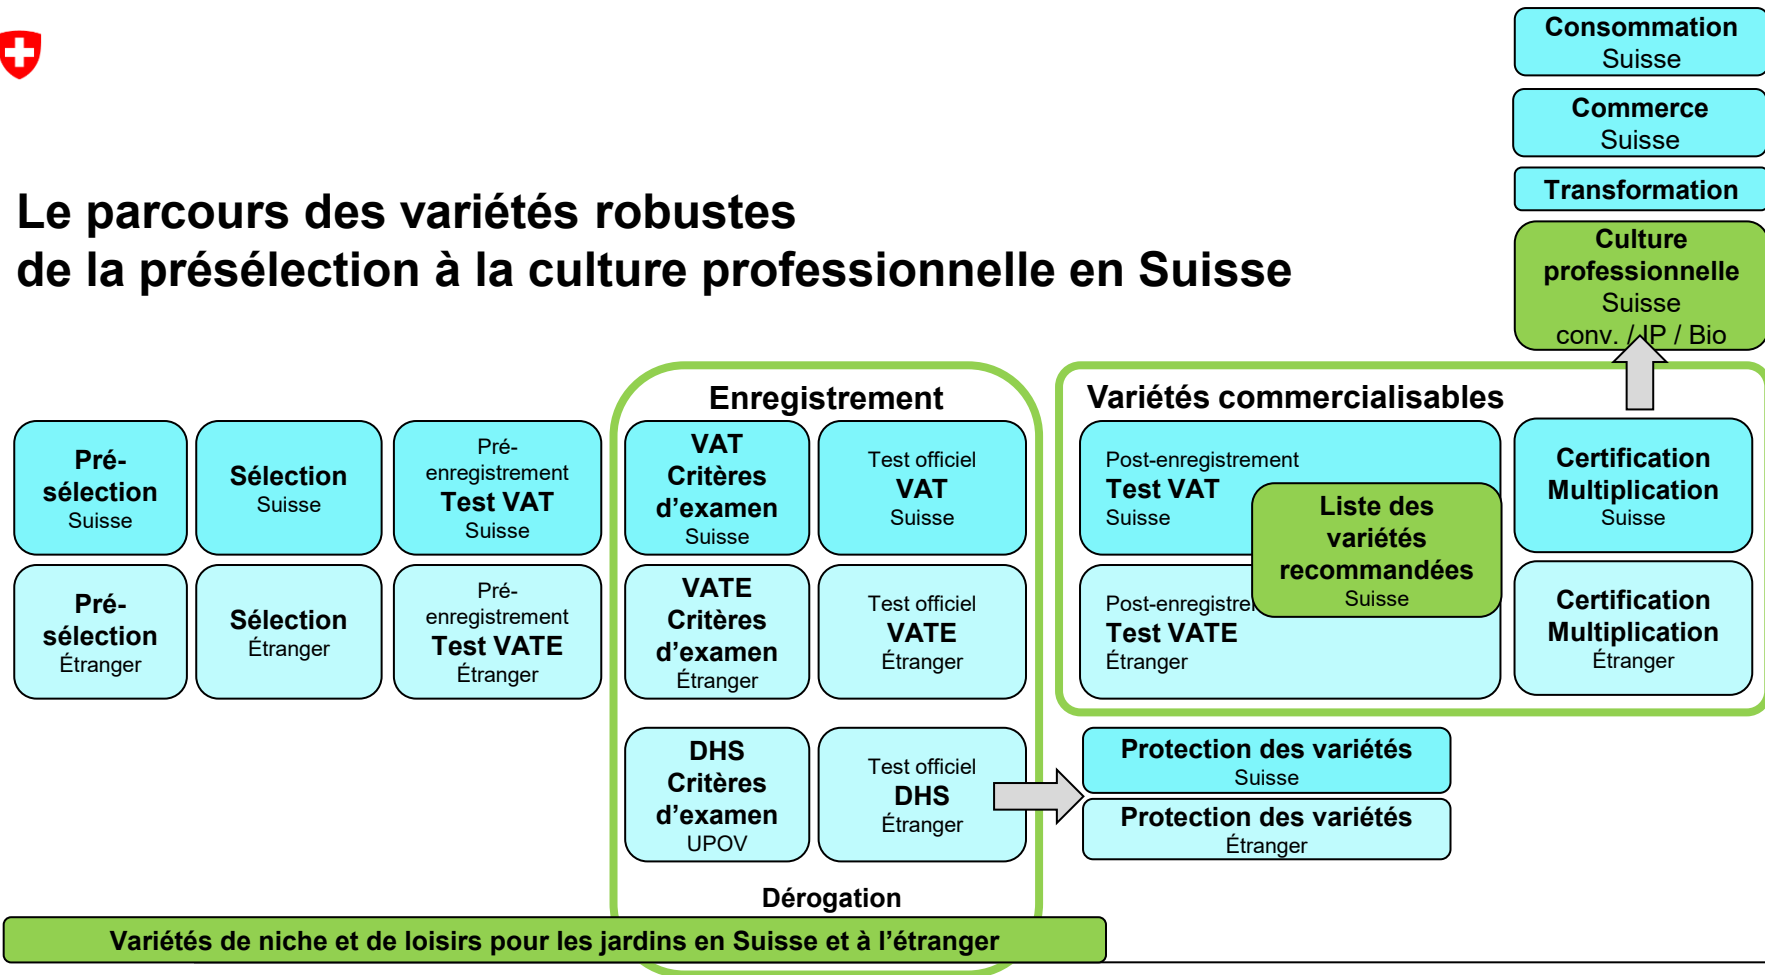 Consommation
Suisse
Commerce
Suisse
Transformation
Culture
professionnelle
Suisse
conv. / IP / Bio
Le parcours des variétés robustes
de la présélection à la culture professionnelle en Suisse
Enregistrement
Variétés commercialisables
Pré-
sélection
Suisse
Sélection
Suisse
Pré-
enregistrement
Test VAT
Suisse
VAT
Critères
d’examen
Suisse
Test officiel
VAT
Suisse
Post-enregistrement
Test VAT
Suisse
Liste des
variétés
recommandées
Suisse
Certification
Multiplication
Suisse
Pré-
sélection
Étranger
Sélection
Étranger
Pré-
enregistrement
Test VATE
Étranger
VATE
Critères
d’examen
Étranger
Test officiel
VATE
Étranger
Post-enregistre
Test VATE
Étranger
Certification
Multiplication
Étranger
DHS
Critères
d’examen
UPOV
Test officiel
DHS
Étranger
Protection des variétés
Suisse
Protection des variétés
Étranger
Dérogation
Variétés de niche et de loisirs pour les jardins en Suisse et à l’étranger